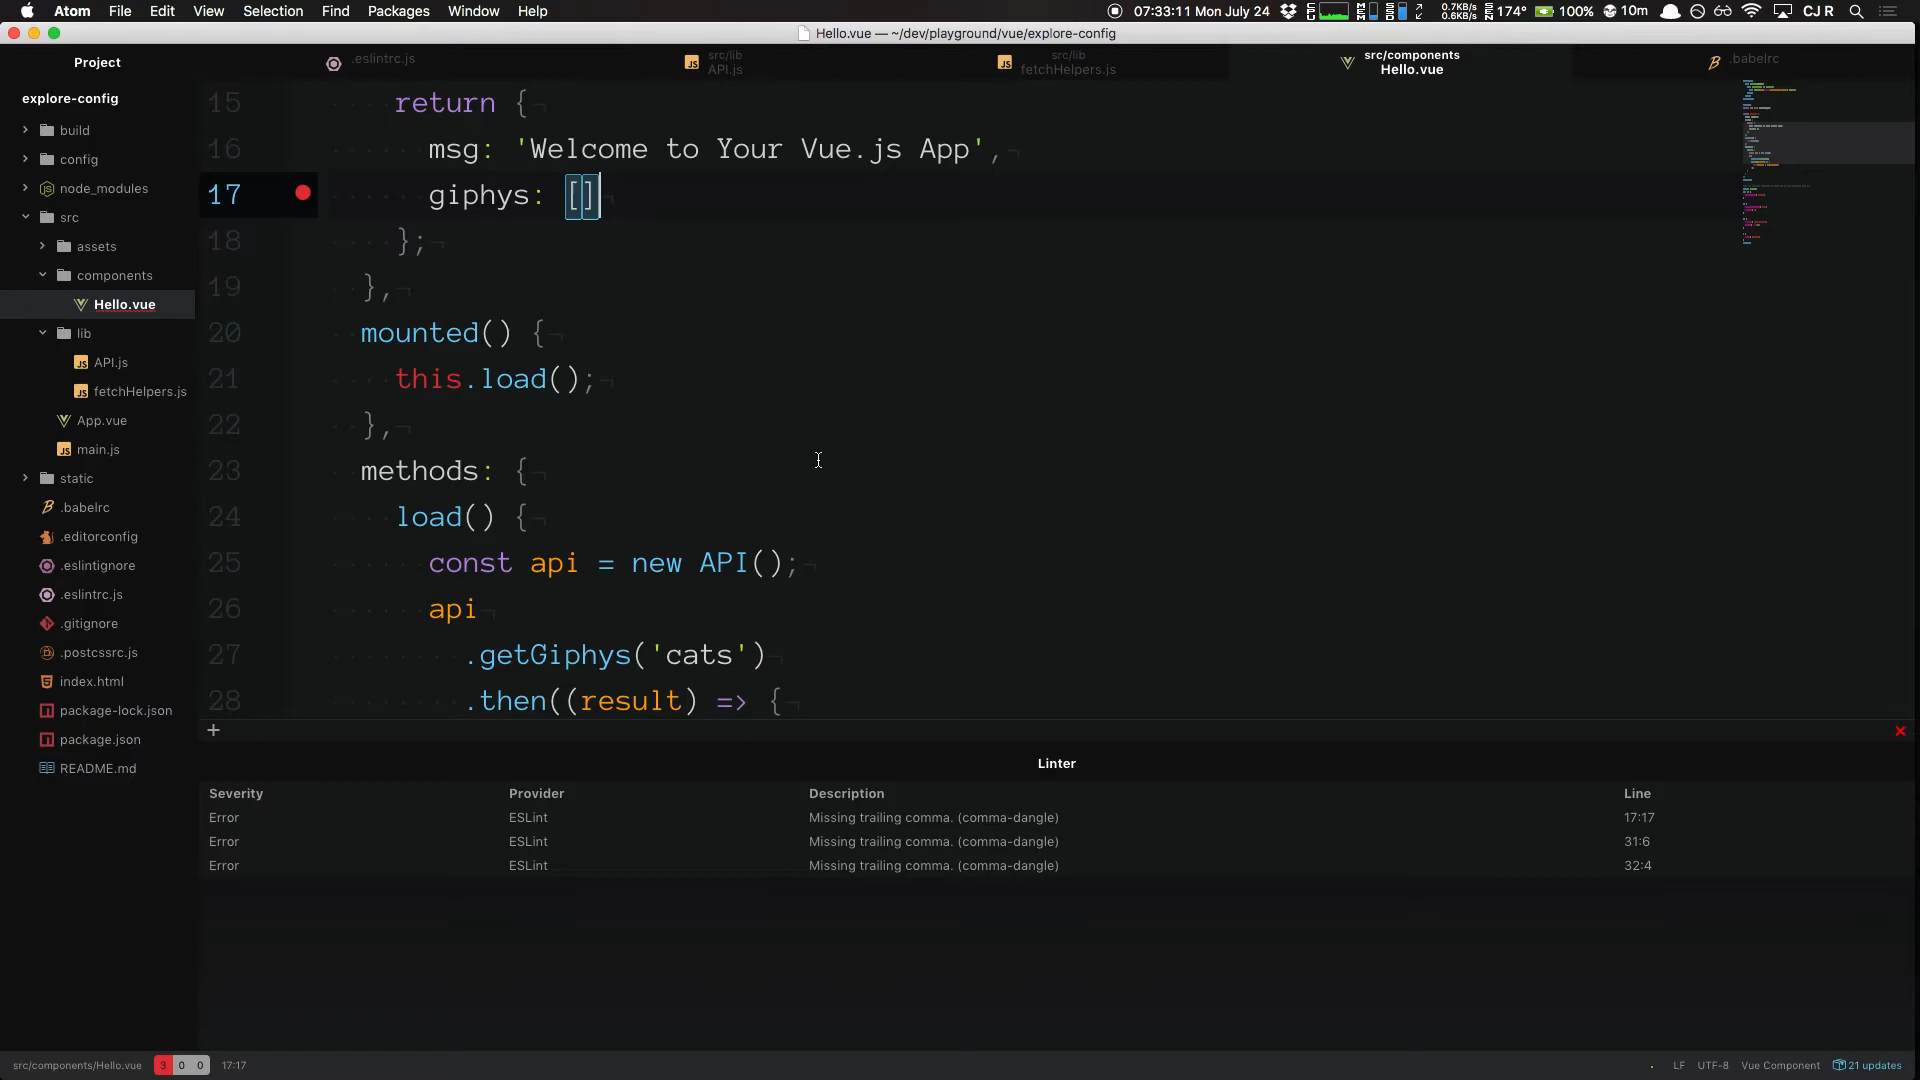 Atom File Edit View Selection Find Packages Window Help
0.7KB/s
0.6KB/s
07:33:11 Mon July 24 CPU MEM SSD SEN 174° 100% 10m CJ R
Hello.vue — ~/dev/playground/vue/explore-config
Project
.eslintrc.js
src/lib
API.js
src/lib
fetchHelpers.js
src/components
Hello.vue
.babelrc
explore-config
build
config
node_modules
src
assets
components
Hello.vue
lib
API.js
fetchHelpers.js
App.vue
main.js
static
.babelrc
.editorconfig
.eslintignore
.eslintrc.js
.gitignore
.postcssrc.js
index.html
package-lock.json
package.json
README.md
15 return {
16 msg: 'Welcome to Your Vue.js App',
17 giphys: []
18 };
19 },
20 mounted() {
21 this.load();
22 },
23 methods: {
24 load() {
25 const api = new API();
26 api
27 .getGiphys('cats')
28 .then((result) => {
Linter
Severity Provider Description Line
Error ESLint Missing trailing comma. (comma-dangle) 17:17
Error ESLint Missing trailing comma. (comma-dangle) 31:6
Error ESLint Missing trailing comma. (comma-dangle) 32:4
src/components/Hello.vue 3 0 0 17:17 LF UTF-8 Vue Component 21 updates